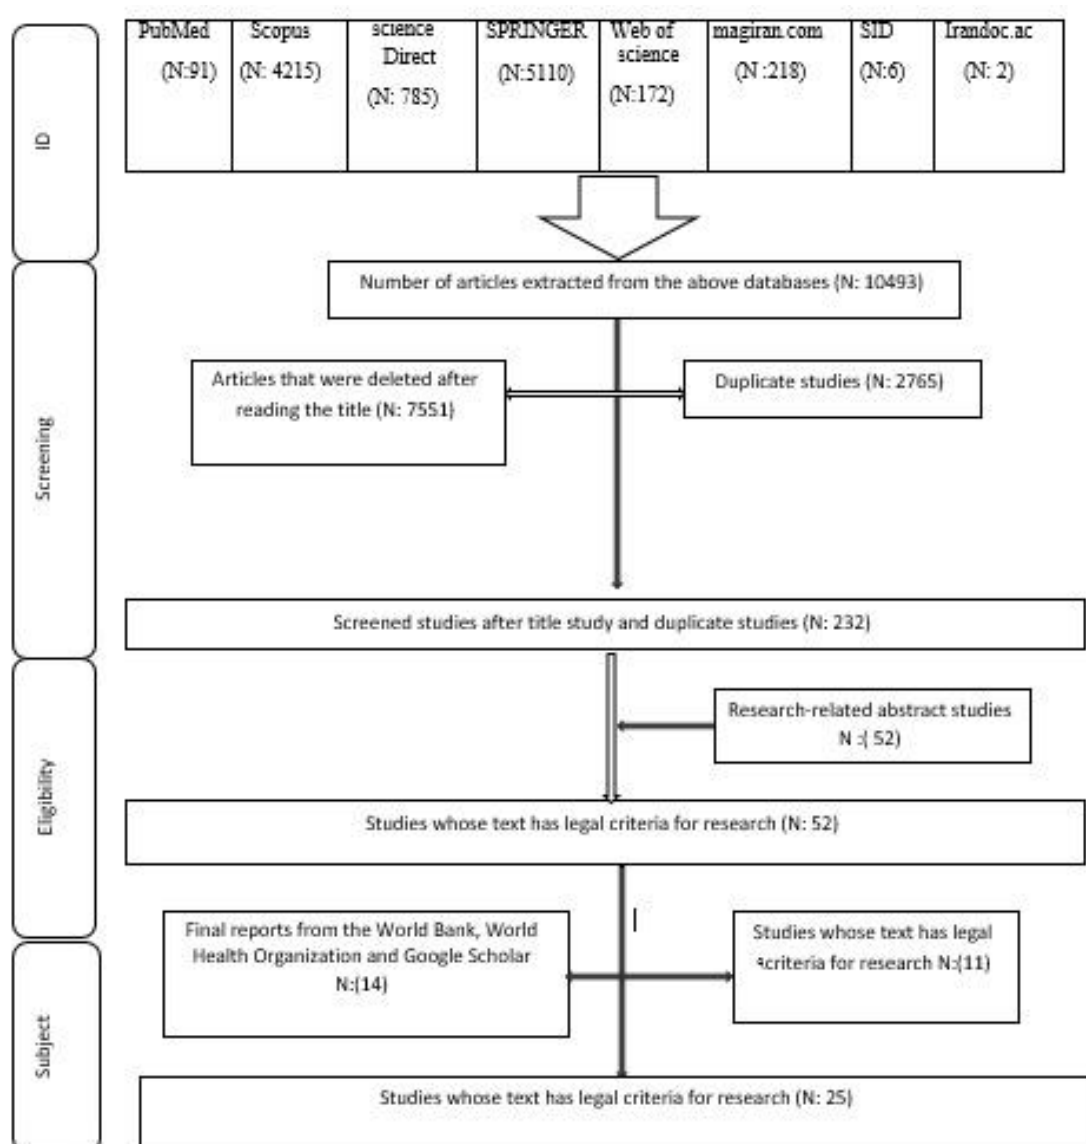 ID
PubMed
(N:91)
Scopus
(N: 4215)
science
Direct
(N: 785)
SPRINGER
(N:5110)
Web of
science
(N:172)
magiran.com
(N :218)
SID
(N:6)
Irandoc.ac
(N: 2)
Screening
Number of articles extracted from the above databases (N: 10493)
Articles that were deleted after
reading the title (N: 7551)
Duplicate studies (N: 2765)
Screened studies after title study and duplicate studies (N: 232)
Eligibility
Research-related abstract studies
N :( 52)
Studies whose text has legal criteria for research (N: 52)
Subject
Final reports from the World Bank, World
Health Organization and Google Scholar
N:(14)
Studies whose text has legal
٩criteria for research N:(11)
Studies whose text has legal criteria for research (N: 25)